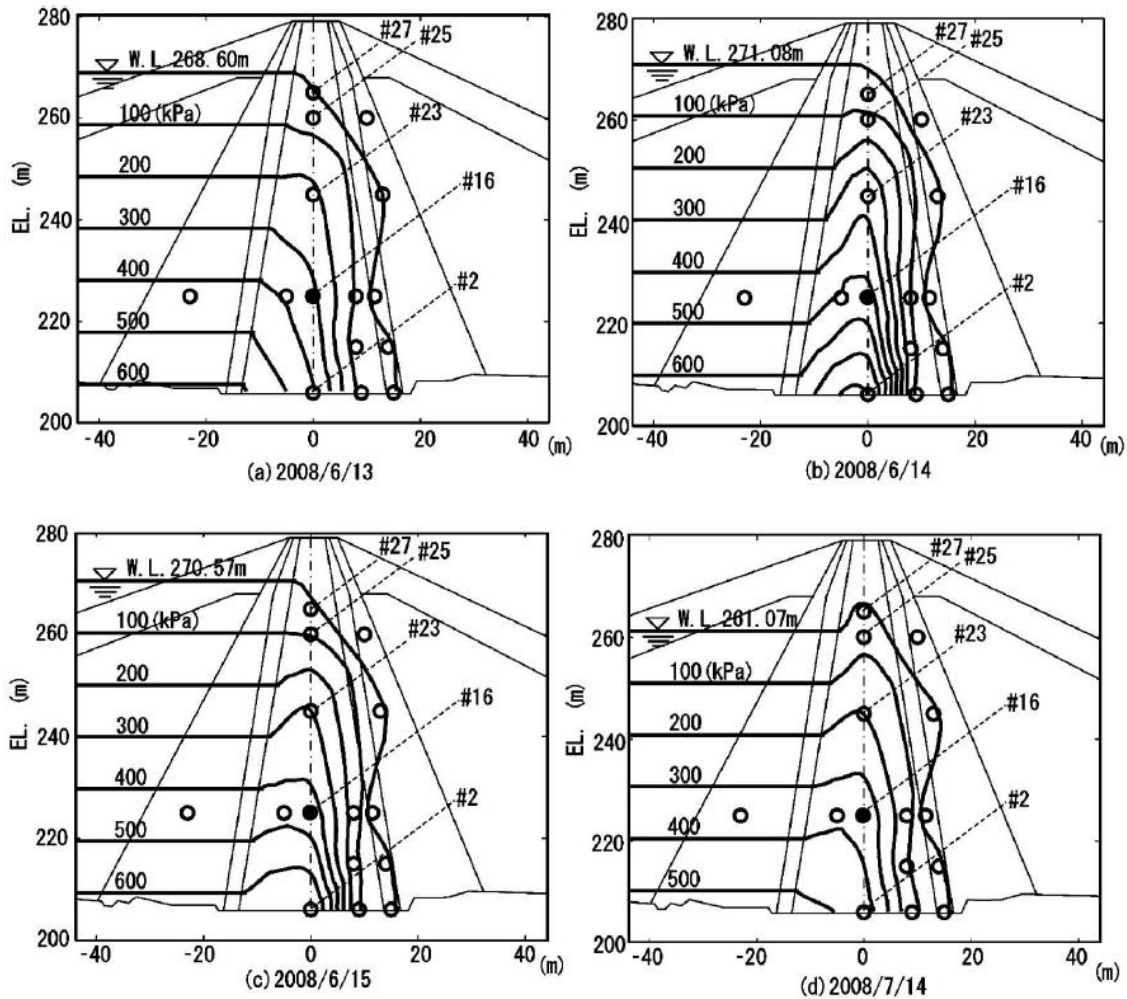 280
#27
#25
W.L.268.60m
#23
260
100(kPa)
200
#16
EL. (m)
240
300
400
#2
220
500
600
200
-40 -20 0 20 40 (m)
(a)2008/6/13
280
#27
#25
W.L.271.08m
#23
260
100(kPa)
200
#16
EL. (m)
240
300
400
#2
220
500
600
200
-40 -20 0 20 40 (m)
(b)2008/6/14
280
#27
#25
W.L.270.57m
#23
260
100(kPa)
200
#16
EL. (m)
240
300
400
#2
220
500
600
200
-40 -20 0 20 40 (m)
(c)2008/6/15
280
#27
#25
W.L.261.07m
#23
260
100(kPa)
200
#16
EL. (m)
240
300
#2
220
400
500
200
-40 -20 0 20 40 (m)
(d)2008/7/14